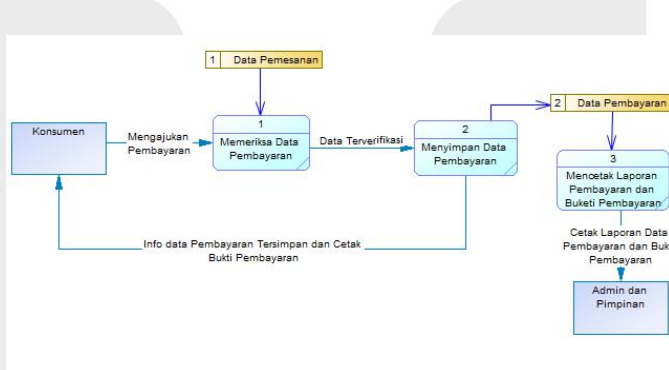 1 Data Pemesanan
Konsumen
Mengajukan
Pembayaran
1
Memeriksa Data
Pembayaran
Data Terverifikasi
2
Menyimpan Data
Pembayaran
2 Data Pembayaran
3
Mencetak Laporan
Pembayaran dan
Buketi Pembayaran
Info data Pembayaran Tersimpan dan Cetak
Bukti Pembayaran
Cetak Laporan Data
Pembayaran dan Buk
Pembayaran
Admin dan
Pimpinan